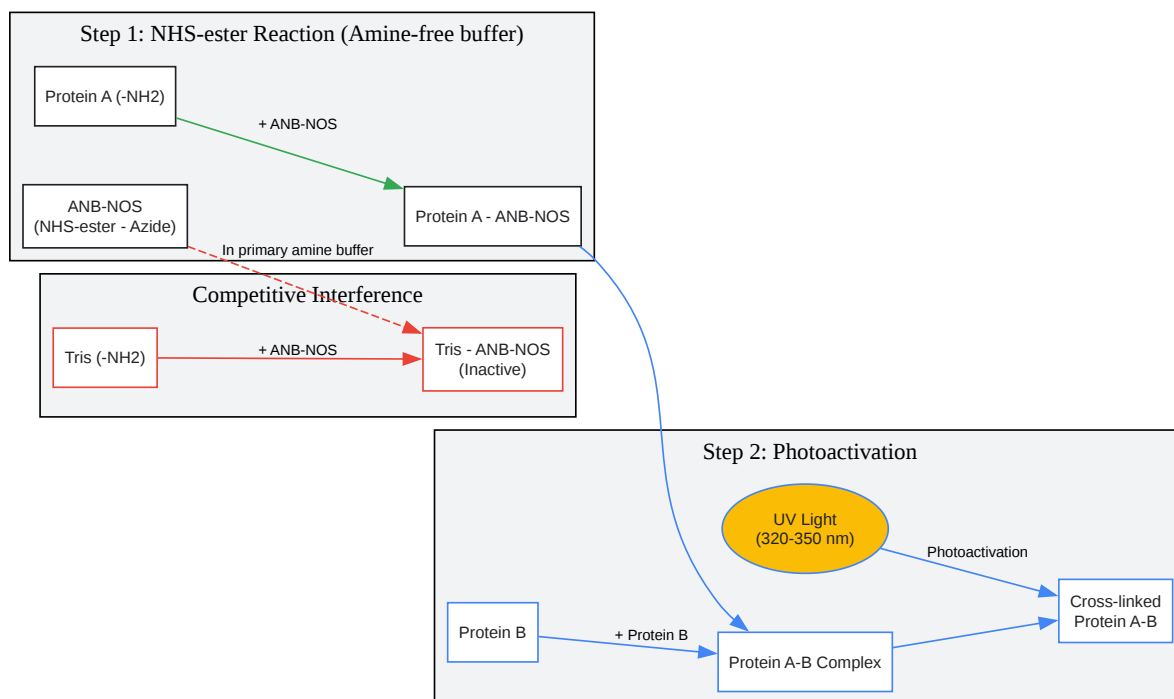 Step 1: NHS-ester Reaction (Amine-free buffer)
Protein A (-NH2)
+ ANB-NOS
ANB-NOS
(NHS-ester - Azide)
Protein A - ANB-NOS
In primary amine buffer
Competitive Interference
Tris (-NH2)
+ ANB-NOS
Tris - ANB-NOS
(Inactive)
Step 2: Photoactivation
UV Light
(320-350 nm)
Photoactivation
Cross-linked
Protein A-B
Protein B
+ Protein B
Protein A-B Complex